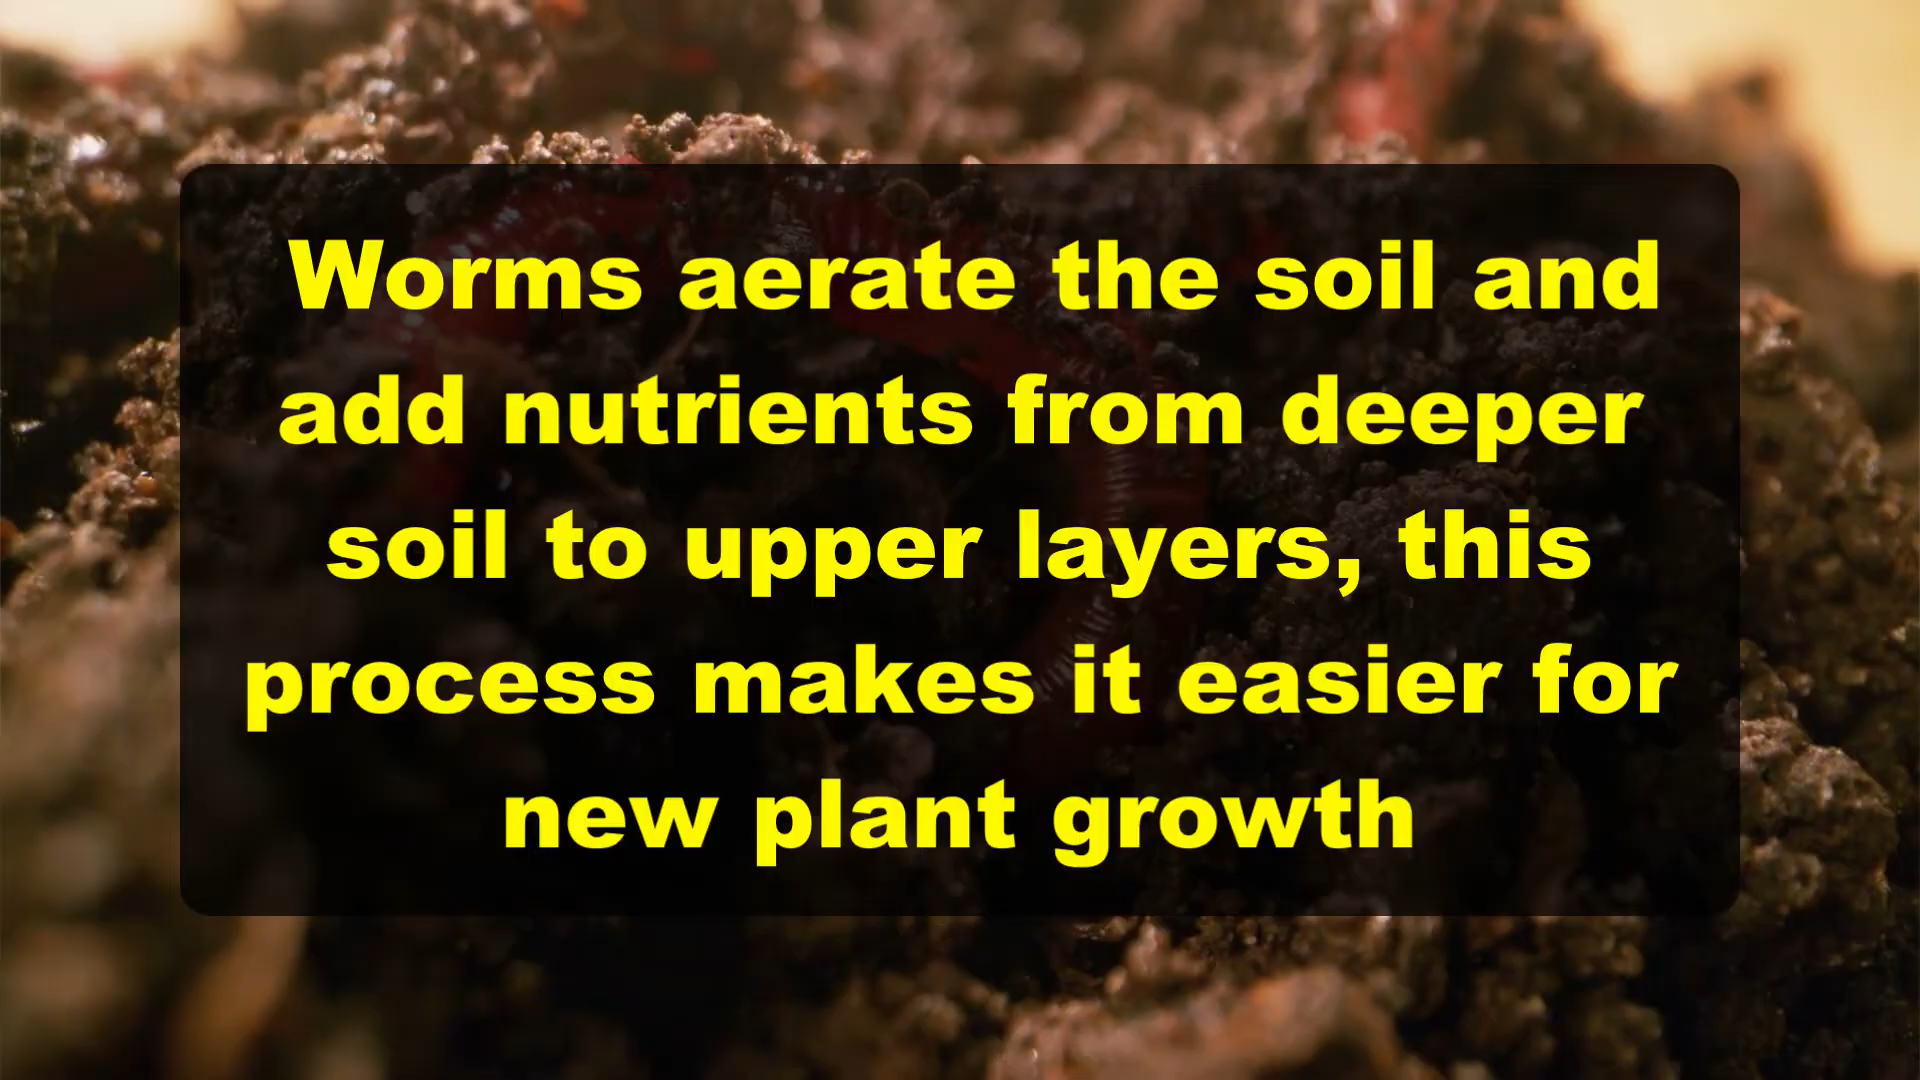 Worms aerate the soil and
add nutrients from deeper
soil to upper layers, this
process makes it easier for
new plant growth